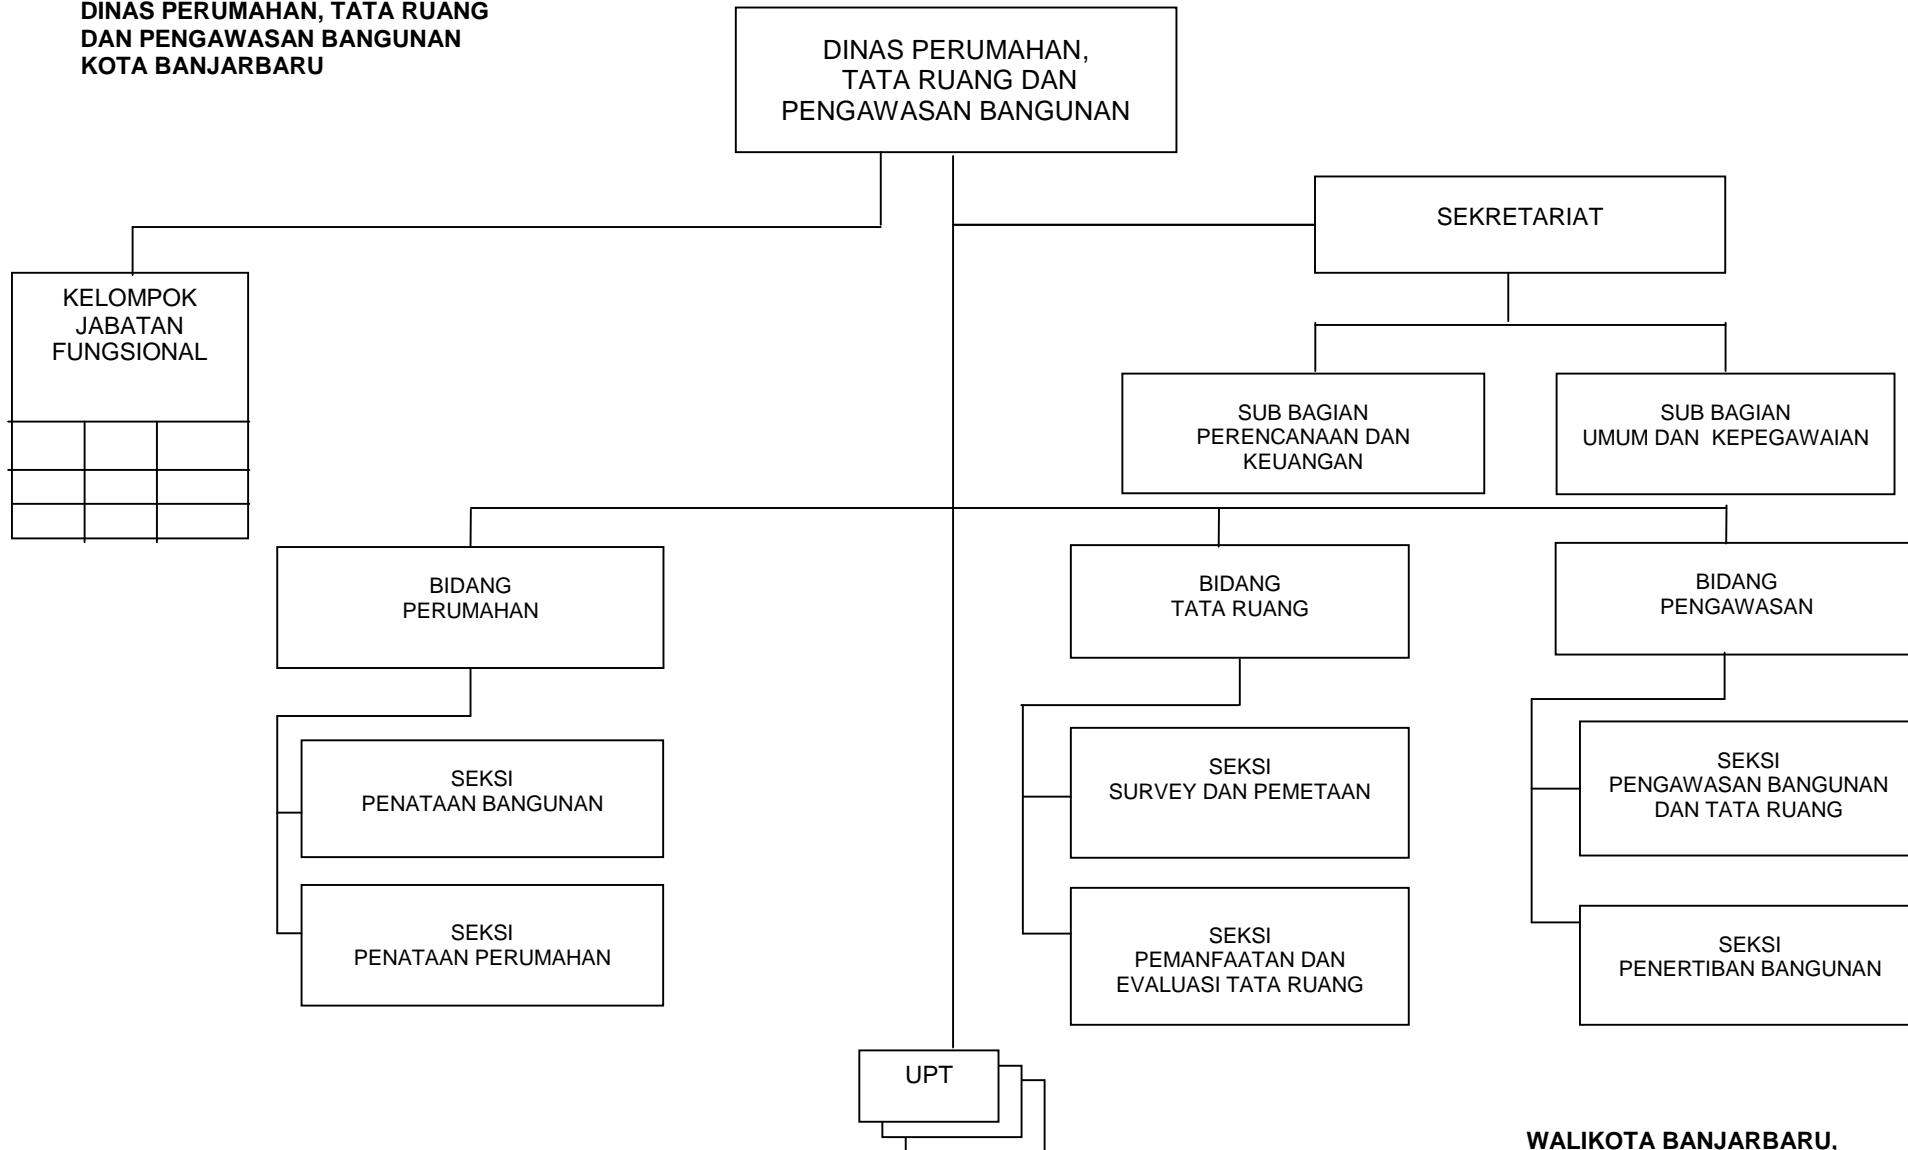 DINAS PERUMAHAN, TATA RUANG
DAN PENGAWASAN BANGUNAN
KOTA BANJARBARU
DINAS PERUMAHAN,
TATA RUANG DAN
PENGAWASAN BANGUNAN
SEKRETARIAT
KELOMPOK
JABATAN
FUNGSIONAL
SUB BAGIAN
PERENCANAAN DAN
KEUANGAN
SUB BAGIAN
UMUM DAN  KEPEGAWAIAN
BIDANG
PERUMAHAN
BIDANG
TATA RUANG
BIDANG
PENGAWASAN
SEKSI
PENATAAN BANGUNAN
SEKSI
SURVEY DAN PEMETAAN
SEKSI
PENGAWASAN BANGUNAN
DAN TATA RUANG
SEKSI
PENATAAN PERUMAHAN
SEKSI
PEMANFAATAN DAN
EVALUASI TATA RUANG
SEKSI
PENERTIBAN BANGUNAN
UPT
WALIKOTA BANJARBARU,